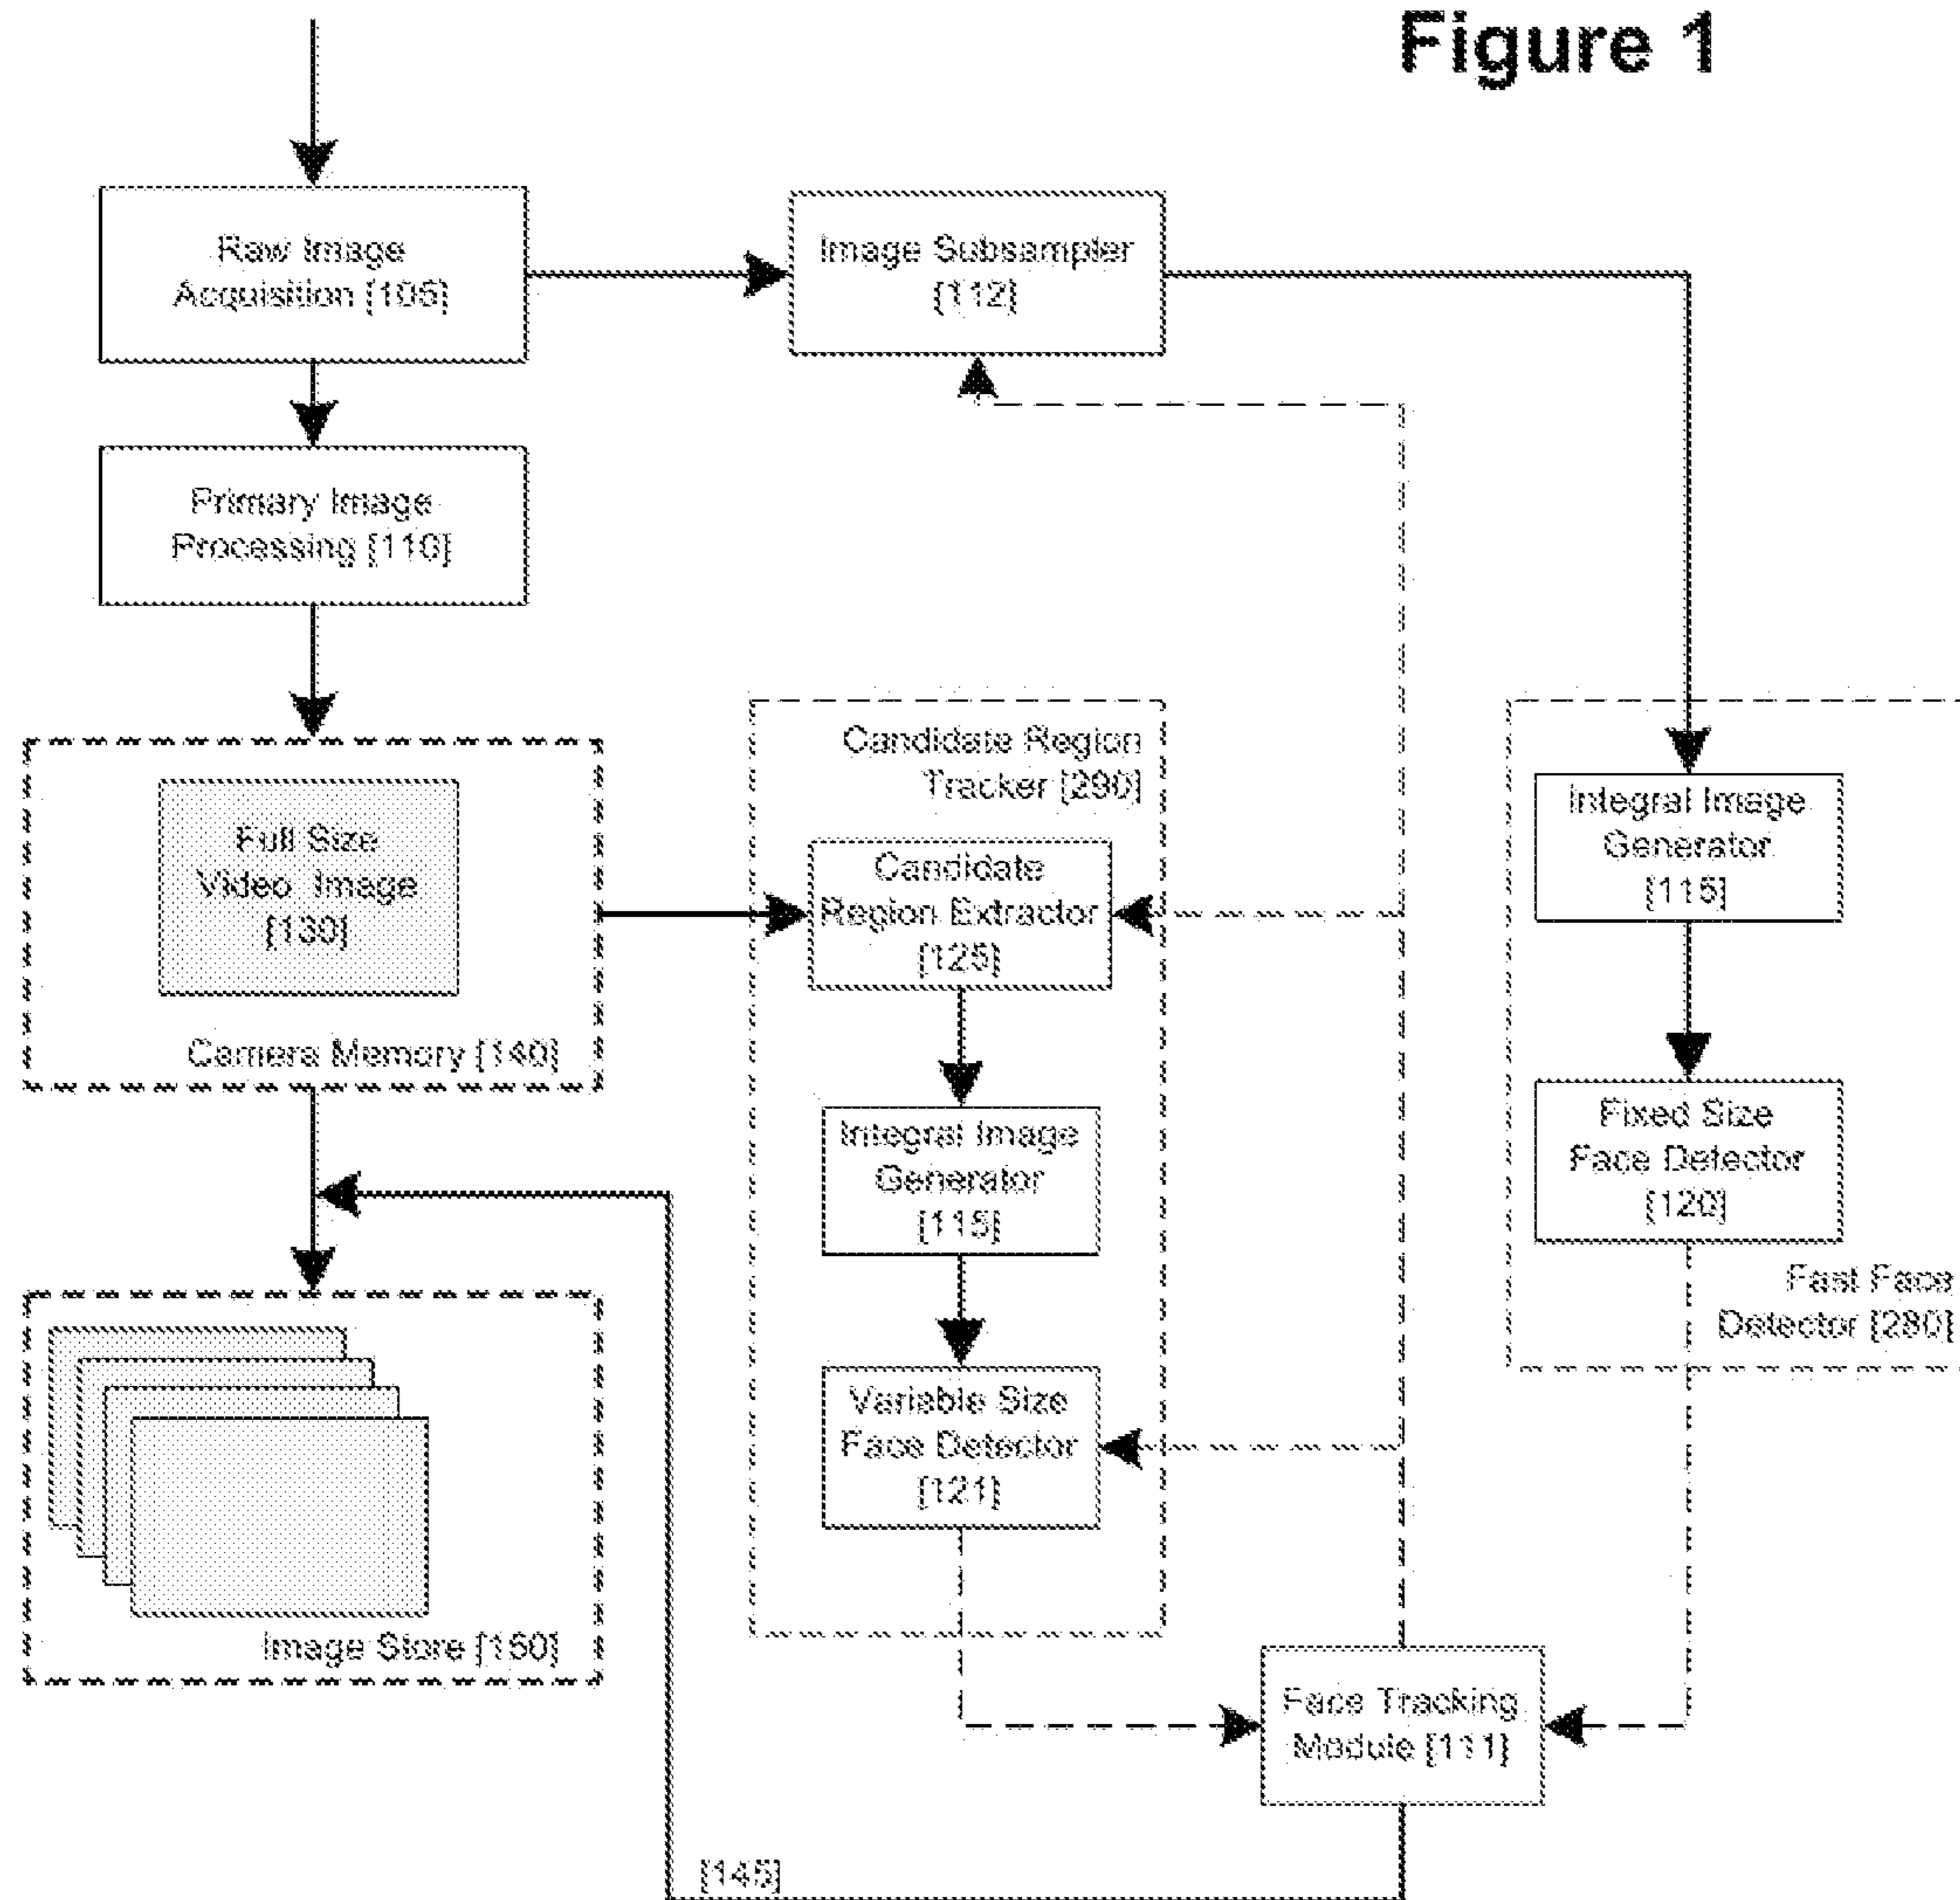 Figure 1
Raw Image
Acquisition [105]
Image Subsampler
[112]
Primary Image
Processing [110]
Candidate Region
Tracker [290]
Full Size
Video Image
[130]
Camera Memory [140]
Candidate
Region Extractor
[125]
Integral Image
Generator
[115]
Integral Image
Generator
[115]
Fixed Size
Face Detector
[120]
Fast Face
Detector [280]
Variable Size
Face Detector
[121]
Image Store [150]
Face Tracking
Module [111]
[145]